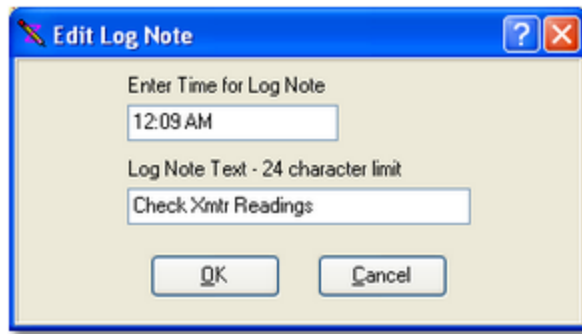 Edit Log Note
Enter Time for Log Note
12:09 AM
Log Note Text - 24 character limit
Check Xmtr Readings
OK Cancel